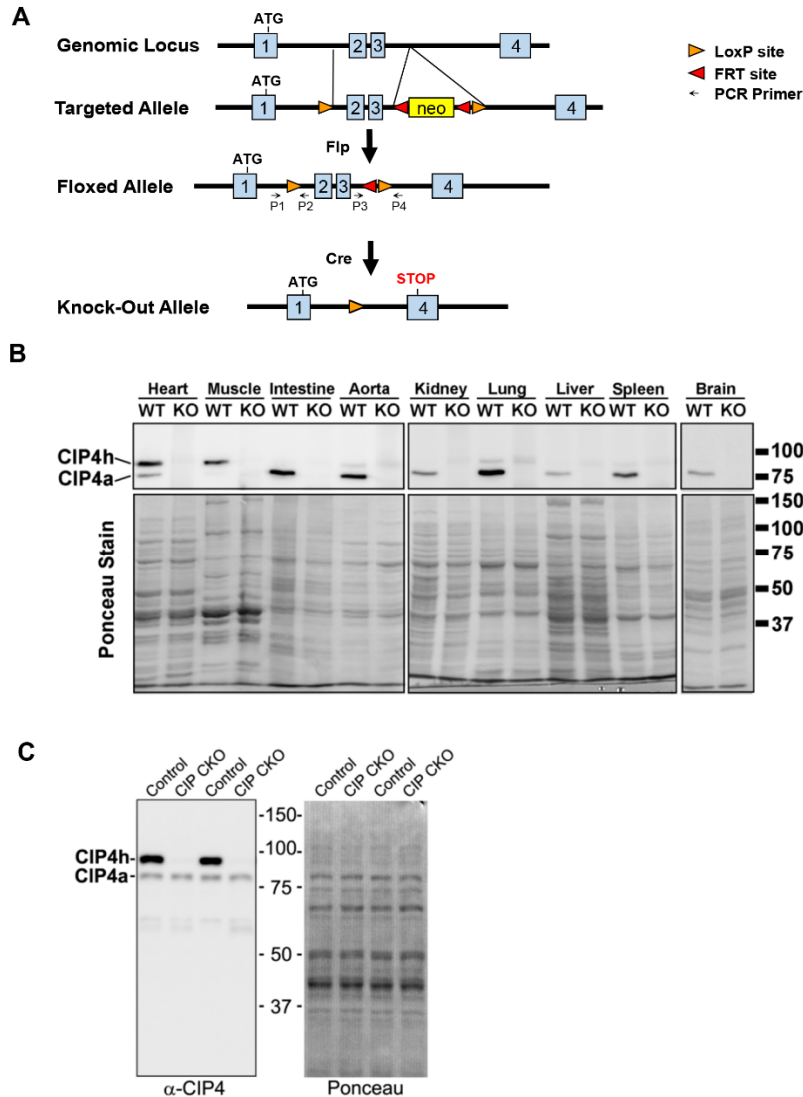 A
ATG
Genomic Locus 1 2 3 4
LoxP site
FRT site
PCR Primer
ATG
Targeted Allele 1 2 3 neo 4
Flp
ATG
Floxed Allele 1 2 3 4
P1 P2 P3 P4
Cre
ATG STOP
Knock-Out Allele 1 4
B
Heart Muscle Intestine Aorta Kidney Lung Liver Spleen Brain
WT KO WT KO WT KO WT KO WT KO WT KO WT KO WT KO WT KO
CIP4h 100
CIP4a 75
150
100
75
50
37
Ponceau Stain
C
Control CIP CKO Control CIP CKO Control CIP CKO Control CIP CKO
-150-
CIP4h- -100-
CIP4a- - 75 -
- 50 -
- 37 -
α-CIP4 Ponceau